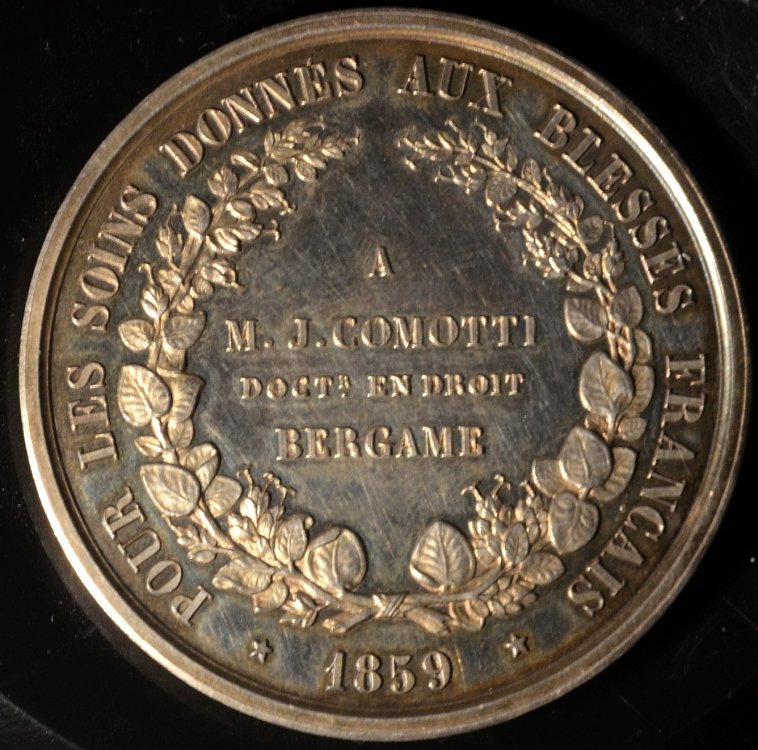 POUR LES SOINS DONNÉS AUX BLESSÉS FRANÇAIS
A
M. J. COMOTTI
DOCTR EN DROIT
BERGAME
★ 1859 ★